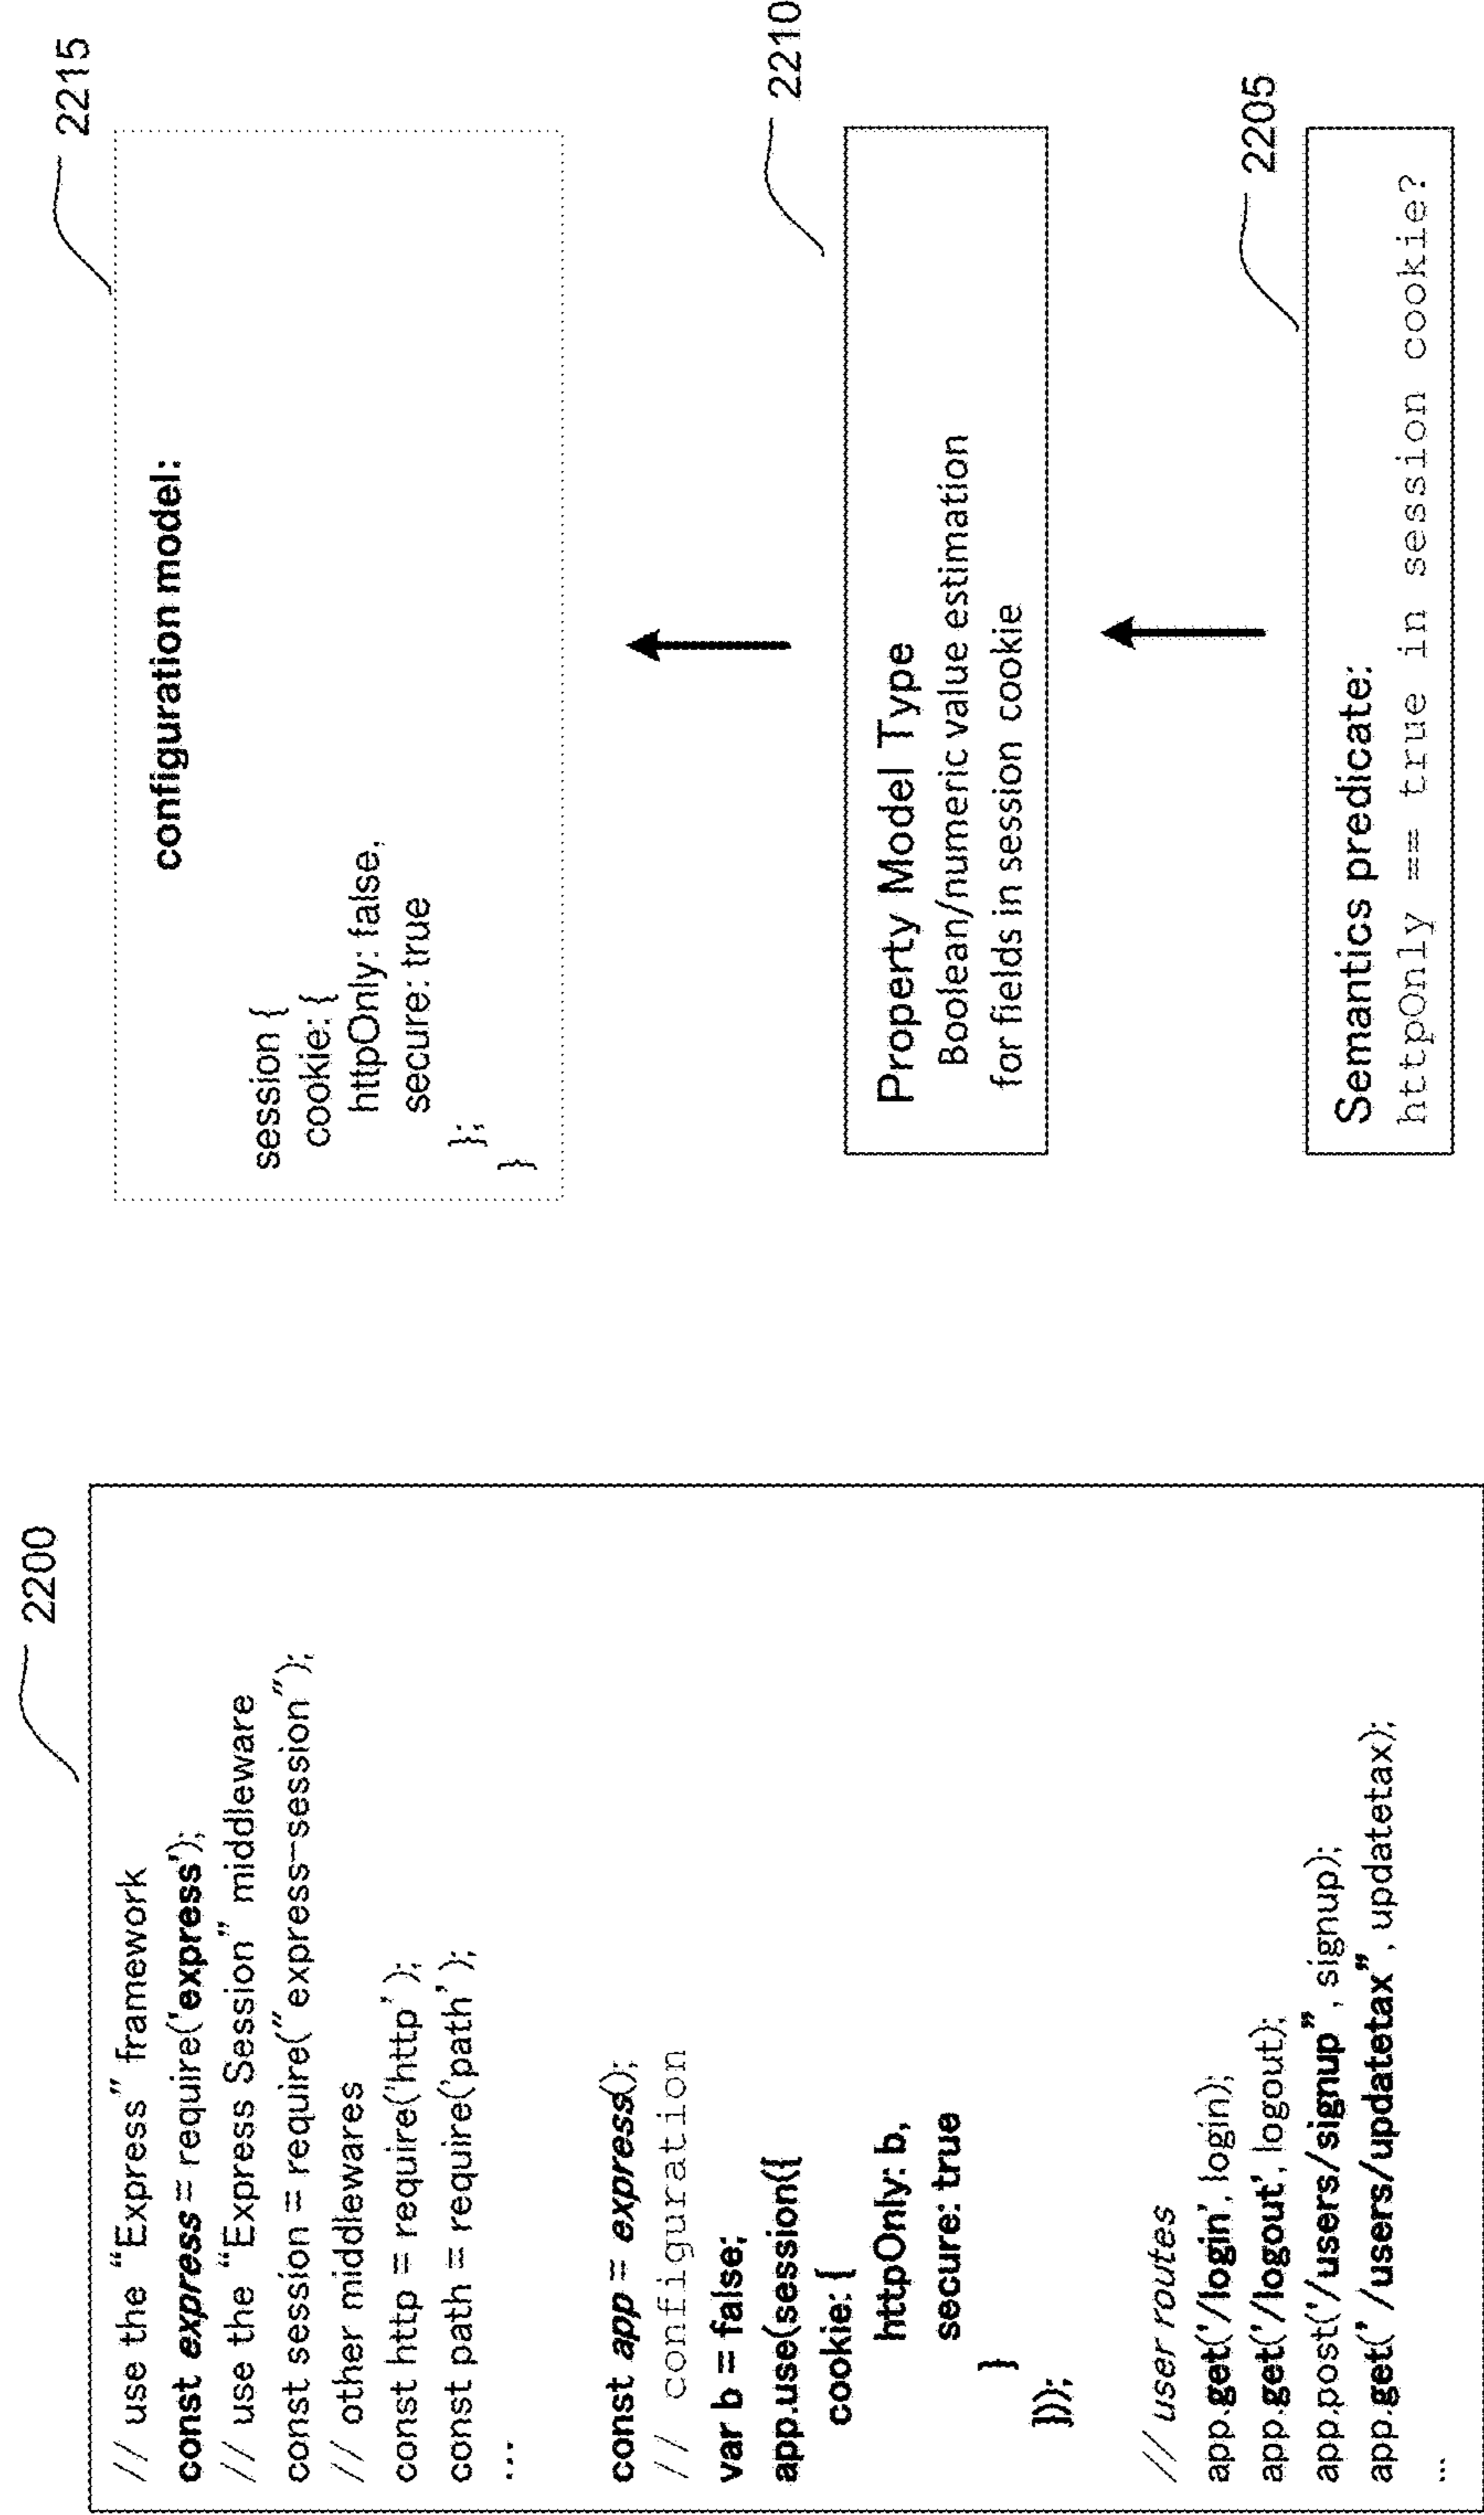 2200
// use the “Express” framework
const express = require('express');
// use the “Express Session” middleware
const session = require(“express-session”);
// other middlewares
const http = require('http');
const path = require('path');
...
const app = express();
// configuration
var b = false;
app.use(session({
cookie: {
httpOnly: b,
secure: true
}
}));
// user routes
app.get('/login', login);
app.get('/logout', logout);
app.post('/users/signup”, signup);
app.get(' /users/updatetax”, updatetax);
...
2215
configuration model:
session {
cookie: {
httpOnly: false,
secure: true
};
}
2210
Property Model Type
Boolean/numeric value estimation
for fields in session cookie
2205
Semantics predicate:
httpOnly == true in session cookie?